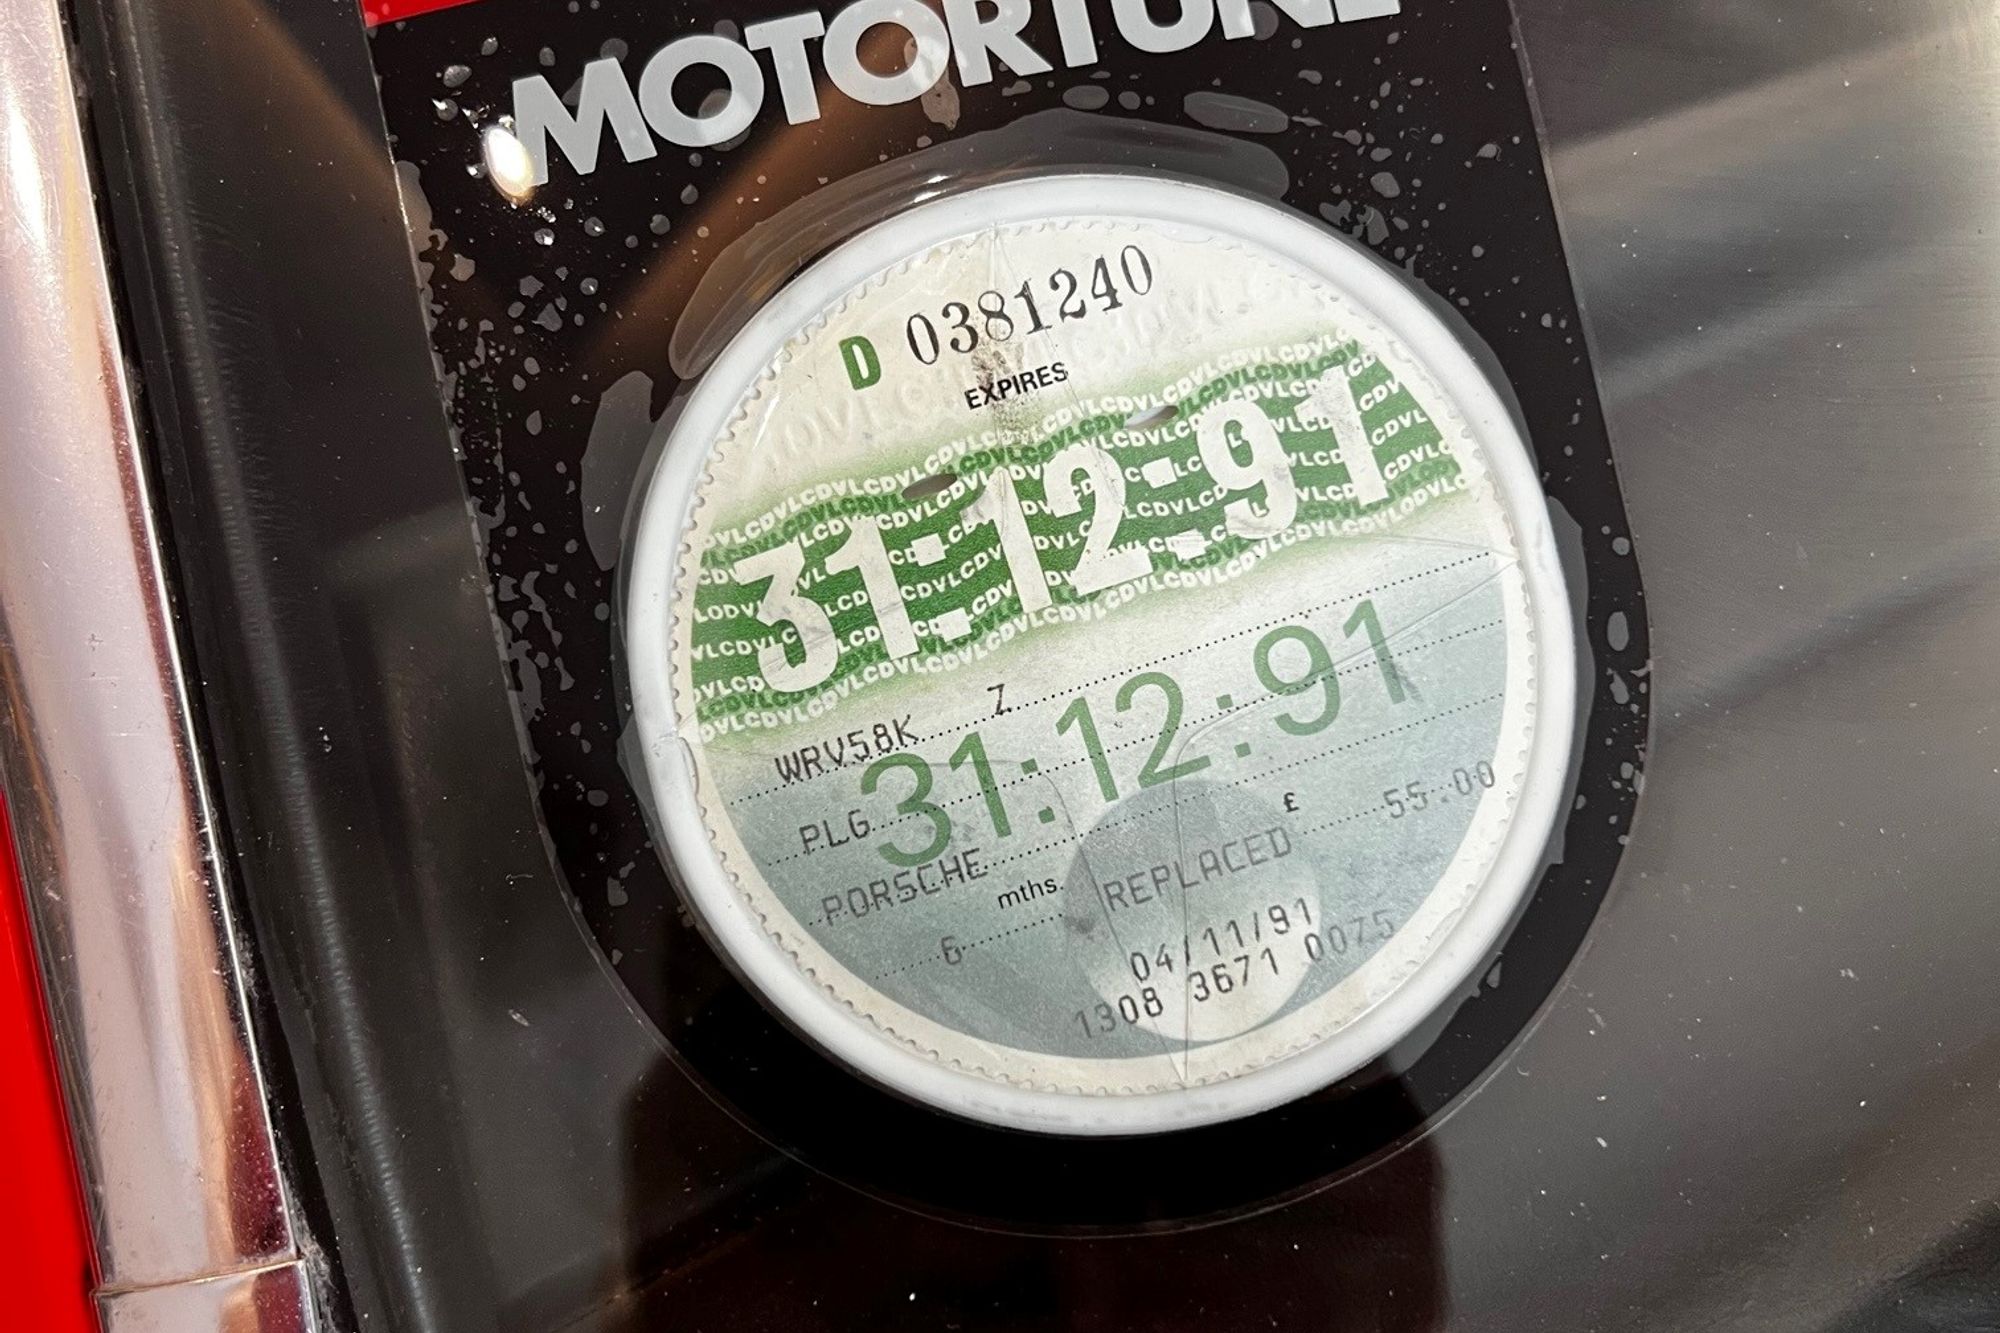 MOTORTUNE
D 0381240
EXPIRES
31:12:91
WRV58K Z
31:12:91
PLG
PORSCHE £ 55.00
6 mths. REPLACED
04/11/91
1308 3671 0075